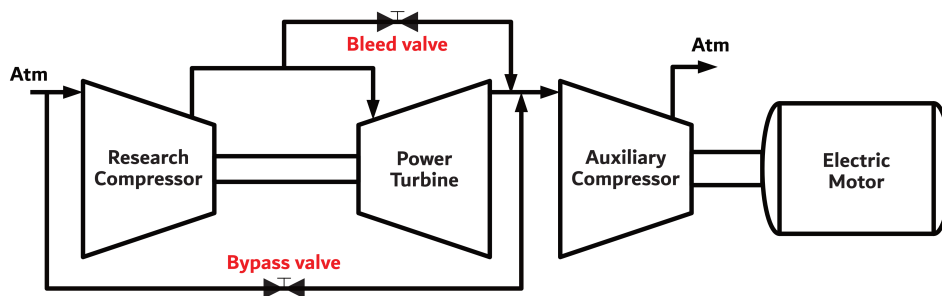 Bleed valve
Atm
Atm
Research
Compressor
Power
Turbine
Auxiliary
Compressor
Electric
Motor
Bypass valve